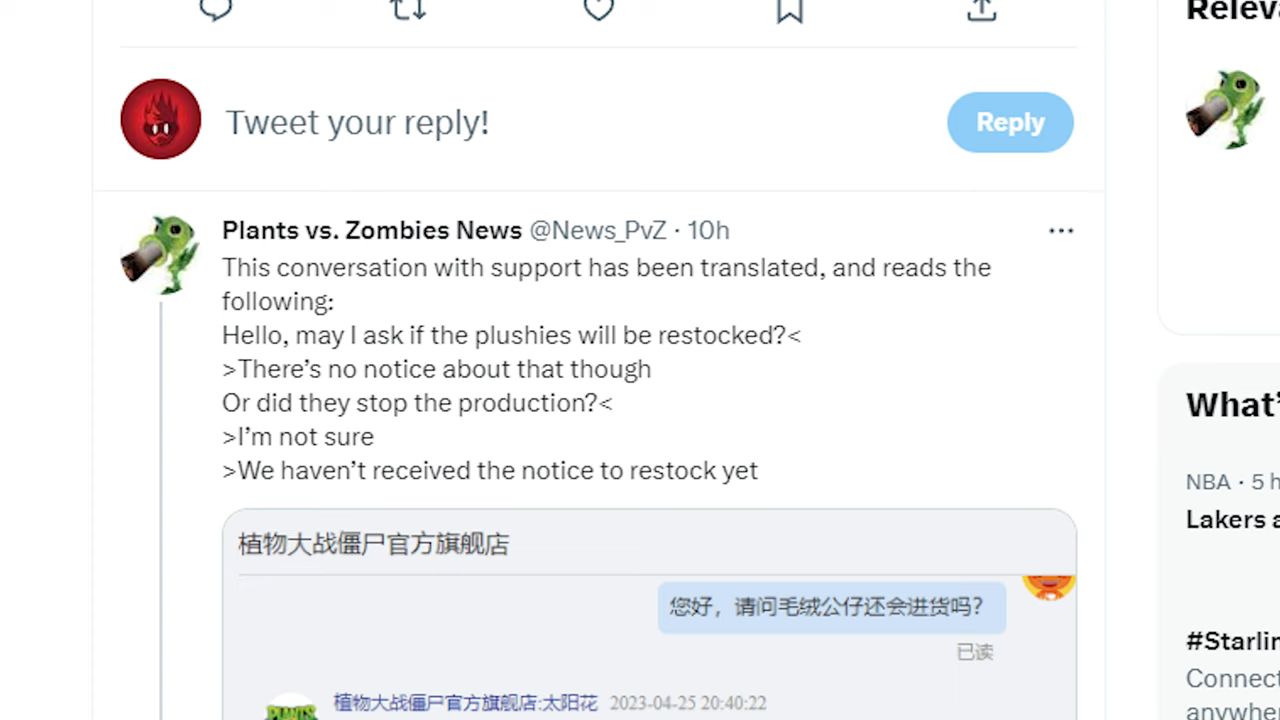 Tweet your reply!
Reply
Plants vs. Zombies News @News_PvZ · 10h
This conversation with support has been translated, and reads the
following:
Hello, may I ask if the plushies will be restocked?<
>There's no notice about that though
Or did they stop the production?<
>I'm not sure
>We haven't received the notice to restock yet
植物大战僵尸官方旗舰店
您好，请问毛绒公仔还会进货吗？
已读
植物大战僵尸官方旗舰店:太阳花 2023-04-25 20:40:22
PLANTS
What'
NBA · 5 h
Lakers a
#Starlin
Connect
anywhe